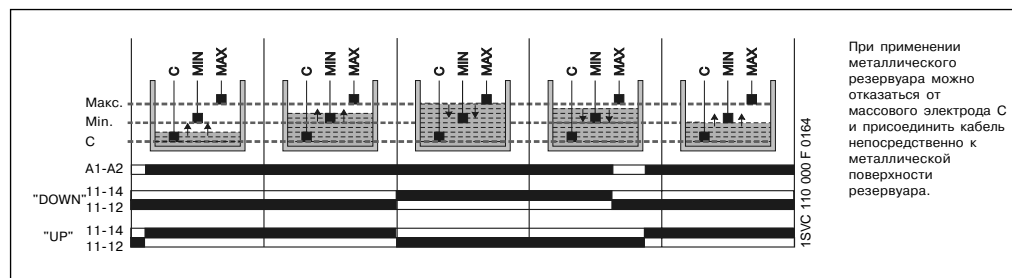 C MIN MAX C MIN MAX C MIN MAX C MIN MAX C MIN MAX
Макс.
Min.
C
A1-A2
"DOWN" 11-14
11-12
"UP" 11-14
11-12
1SVC 110 000 F 0164
При применении
металлического
резервуара можно
отказаться от
массового электрода С
и присоединить кабель
непосредственно к
металлической
поверхности
резервуара.